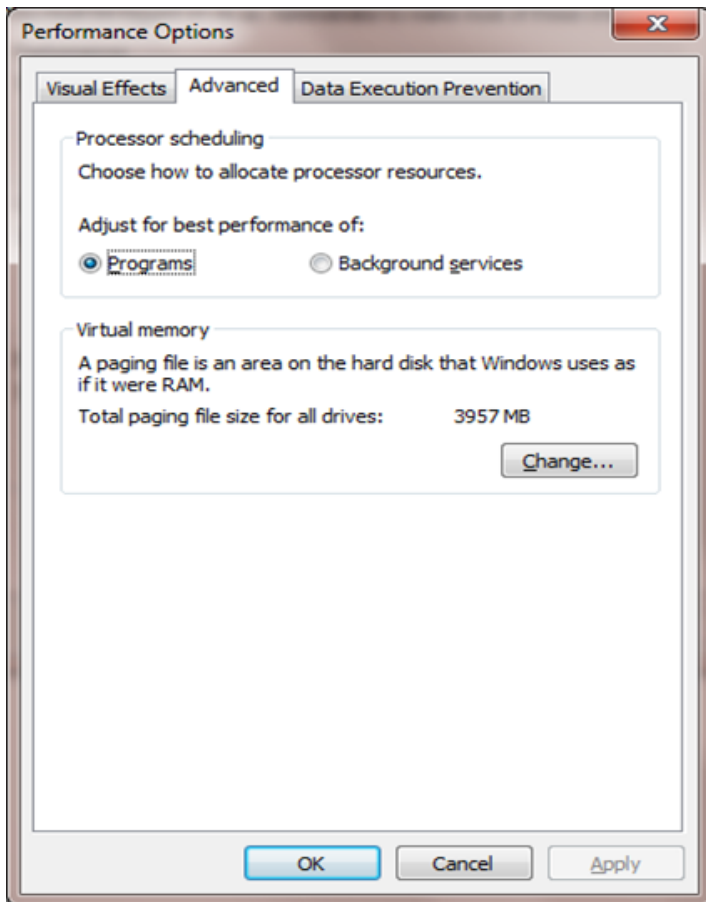 Performance Options
Visual Effects
Advanced
Data Execution Prevention
Processor scheduling
Choose how to allocate processor resources.
Adjust for best performance of:
Programs
Background services
Virtual memory
A paging file is an area on the hard disk that Windows uses as
if it were RAM.
Total paging file size for all drives: 3957 MB
Change...
OK
Cancel
Apply